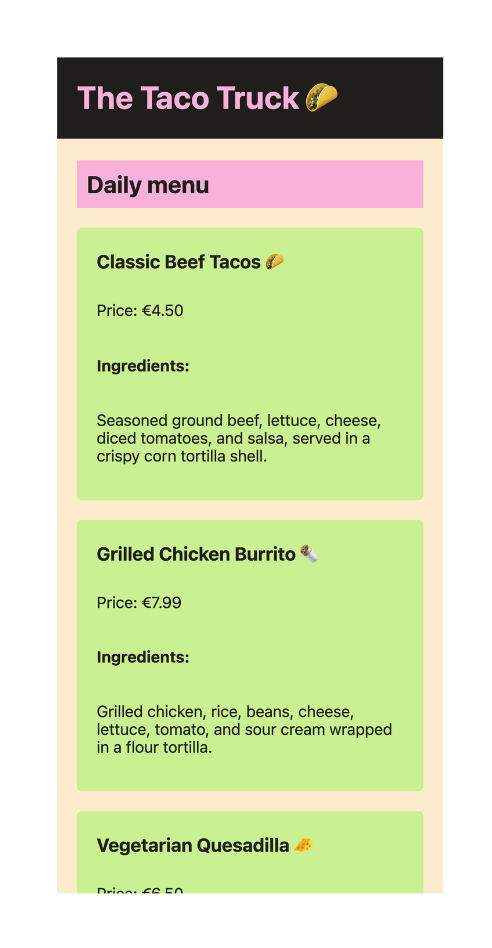 The Taco Truck 🌮
Daily menu
Classic Beef Tacos 🌮
Price: €4.50
Ingredients:
Seasoned ground beef, lettuce, cheese,
diced tomatoes, and salsa, served in a
crispy corn tortilla shell.
Grilled Chicken Burrito 🌯
Price: €7.99
Ingredients:
Grilled chicken, rice, beans, cheese,
lettuce, tomato, and sour cream wrapped
in a flour tortilla.
Vegetarian Quesadilla 🧀
Price: €6.50